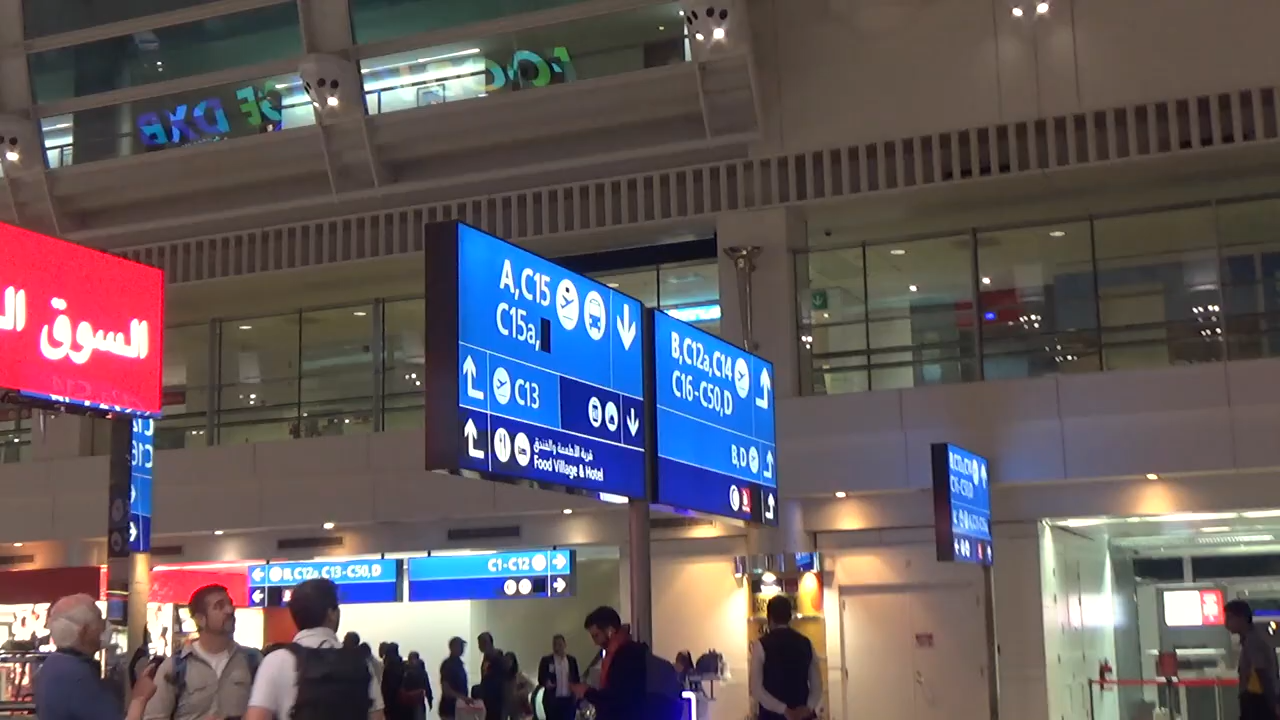 السوق
A,C15
C15a,
C13
قرية الأطعمة والفندق
Food Village & Hotel
B,C12a,C14
C16-C50,D
B,D
B,C12a,C13-C50,D
C1-C12